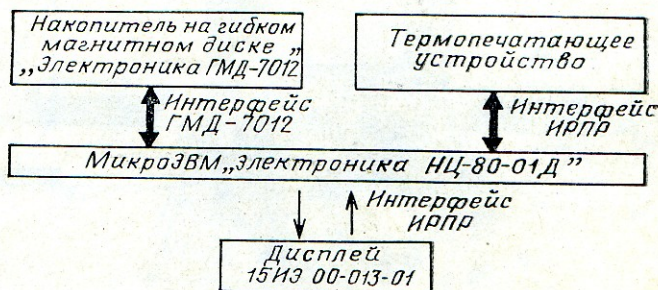 Накопитель на гибком
магнитном диске „
„Электроника ГМД-7012
Термопечатающее
устройство
Интерфейс
ГМД-7012
Интерфейс
ИРПР
МикроЭВМ „Электроника НЦ-80-01Д”
Интерфейс
ИРПР
Дисплей
15ИЭ 00-013-01